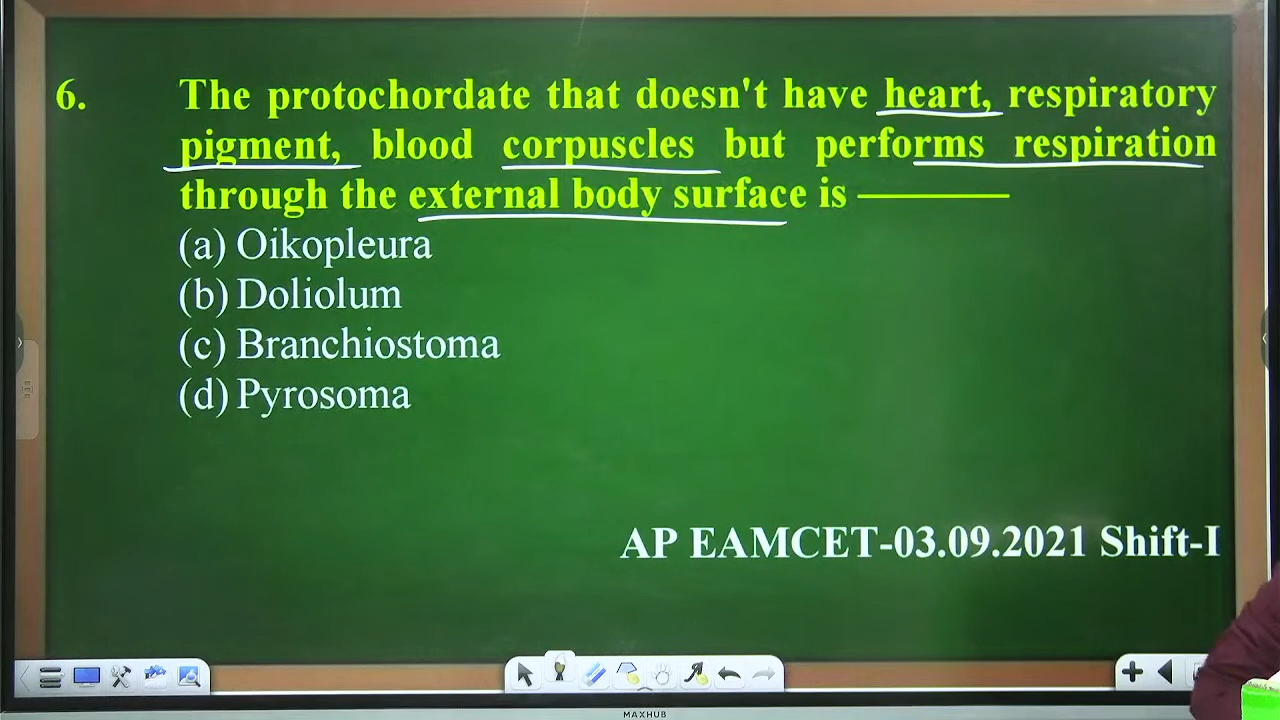 6. The protochordate that doesn't have heart, respiratory
pigment, blood corpuscles but performs respiration
through the external body surface is ————
(a) Oikopleura
(b) Doliolum
(c) Branchiostoma
(d) Pyrosoma
AP EAMCET-03.09.2021 Shift-I
MAXHUB